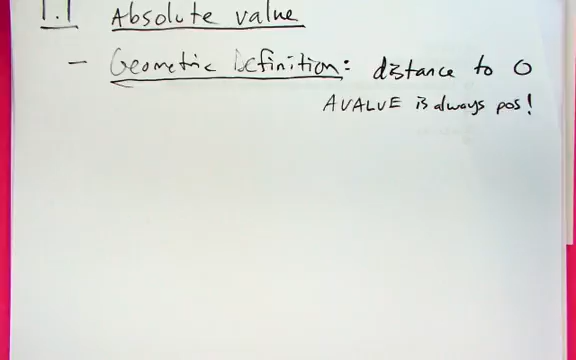 1.1 Absolute value
- Geometric Definition: distance to 0
AVALUE is always pos!